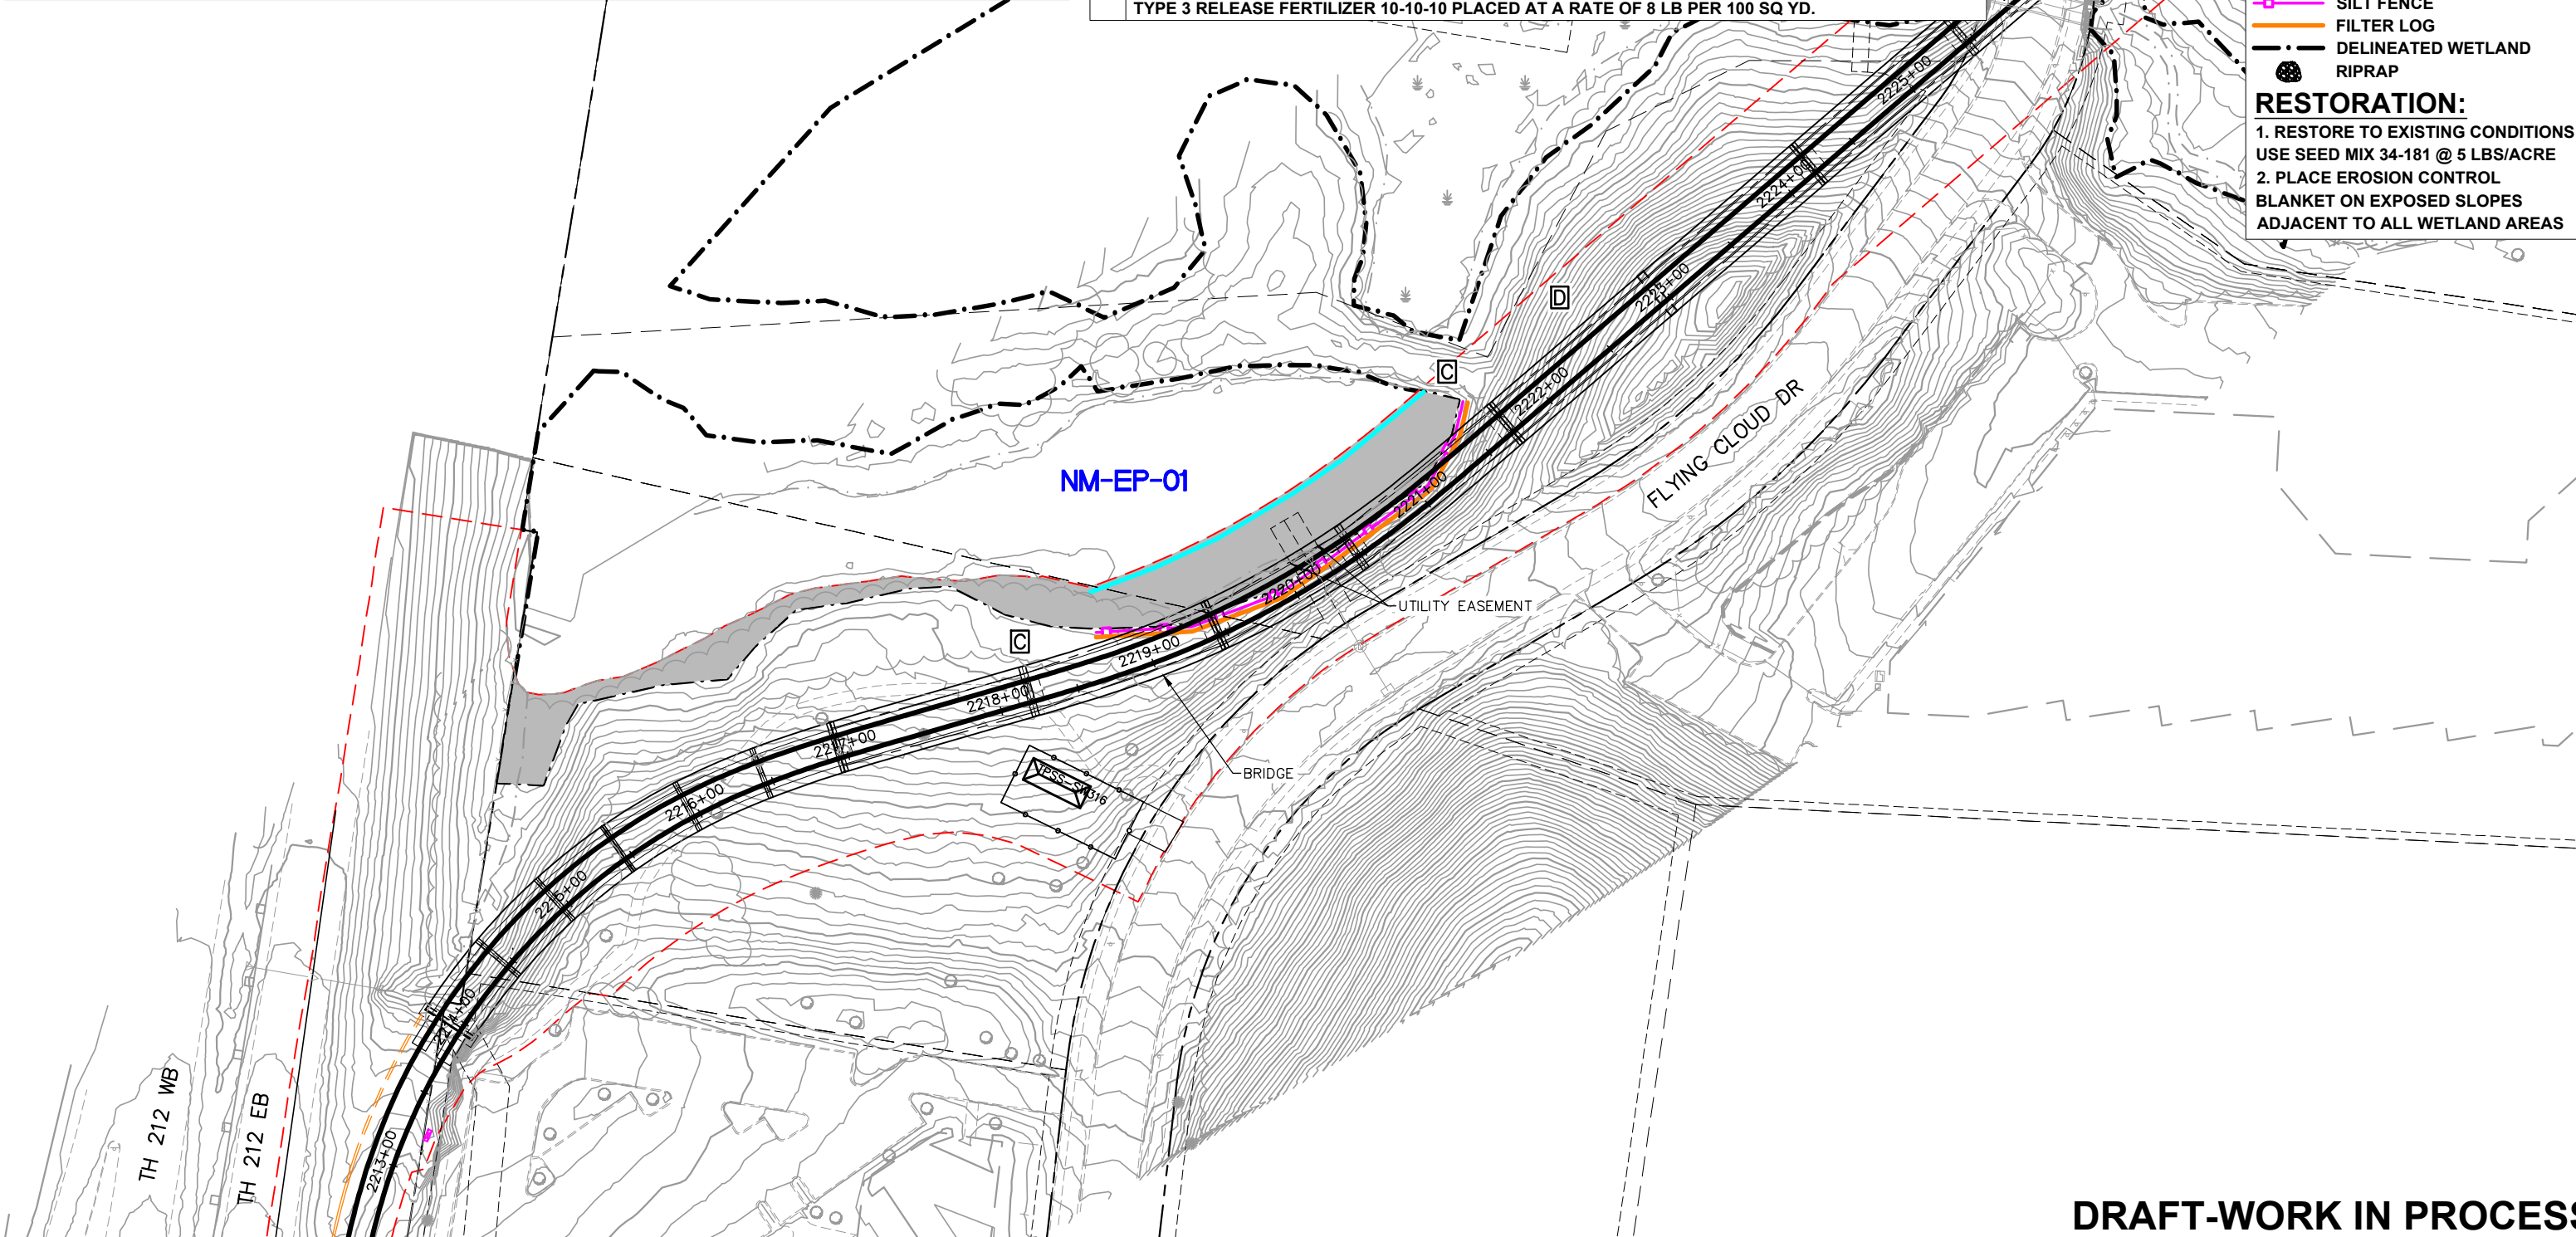 TYPE 3 RELEASE FERTILIZER 10-10-10 PLACED AT A RATE OF 8 LB PER 100 SQ YD.
SILT FENCE
FILTER LOG
DELINEATED WETLAND
RIPRAP
RESTORATION:
1. RESTORE TO EXISTING CONDITIONS
USE SEED MIX 34-181 @ 5 LBS/ACRE
2. PLACE EROSION CONTROL
BLANKET ON EXPOSED SLOPES
ADJACENT TO ALL WETLAND AREAS
2225+00
2224+00
2223+00
D
C
2222+00
FLYING CLOUD DR
NM-EP-01
2221+00
2220+00
UTILITY EASEMENT
C
2219+00
2218+00
2217+00
BRIDGE
2216+00
2215+00
2214+00
2213+00
TH 212 WB
TH 212 EB
DRAFT-WORK IN PROCESS